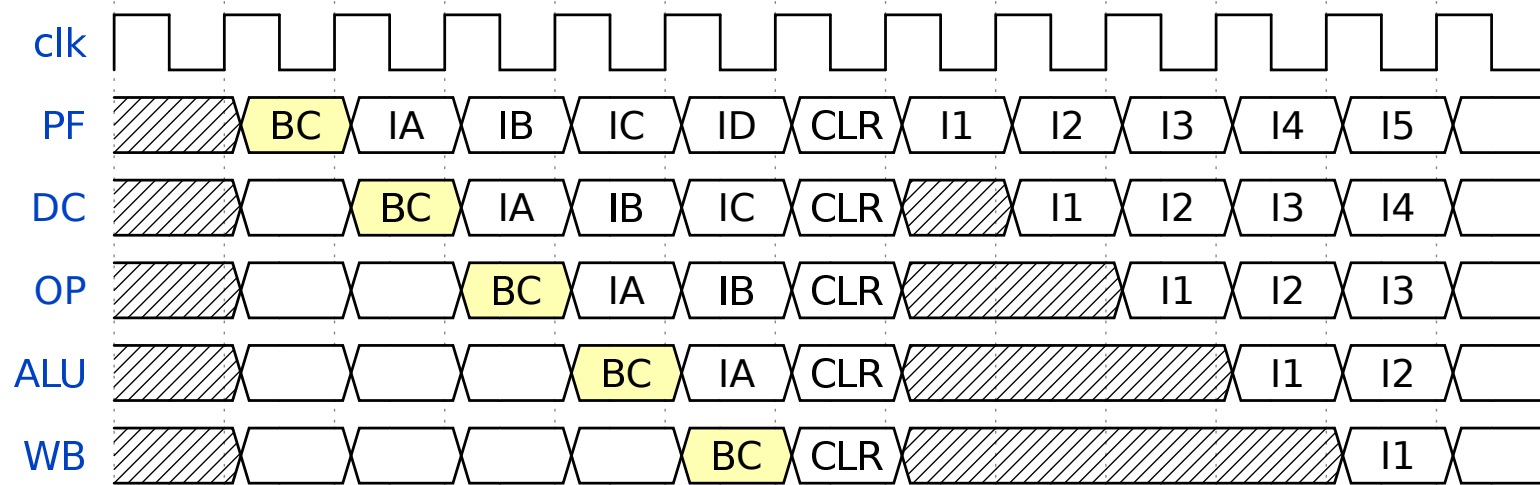 clk
PF BC IA IB IC ID CLR I1 I2 I3 I4 I5
DC BC IA IB IC CLR I1 I2 I3 I4
OP BC IA IB CLR I1 I2 I3
ALU BC IA CLR I1 I2
WB BC CLR I1